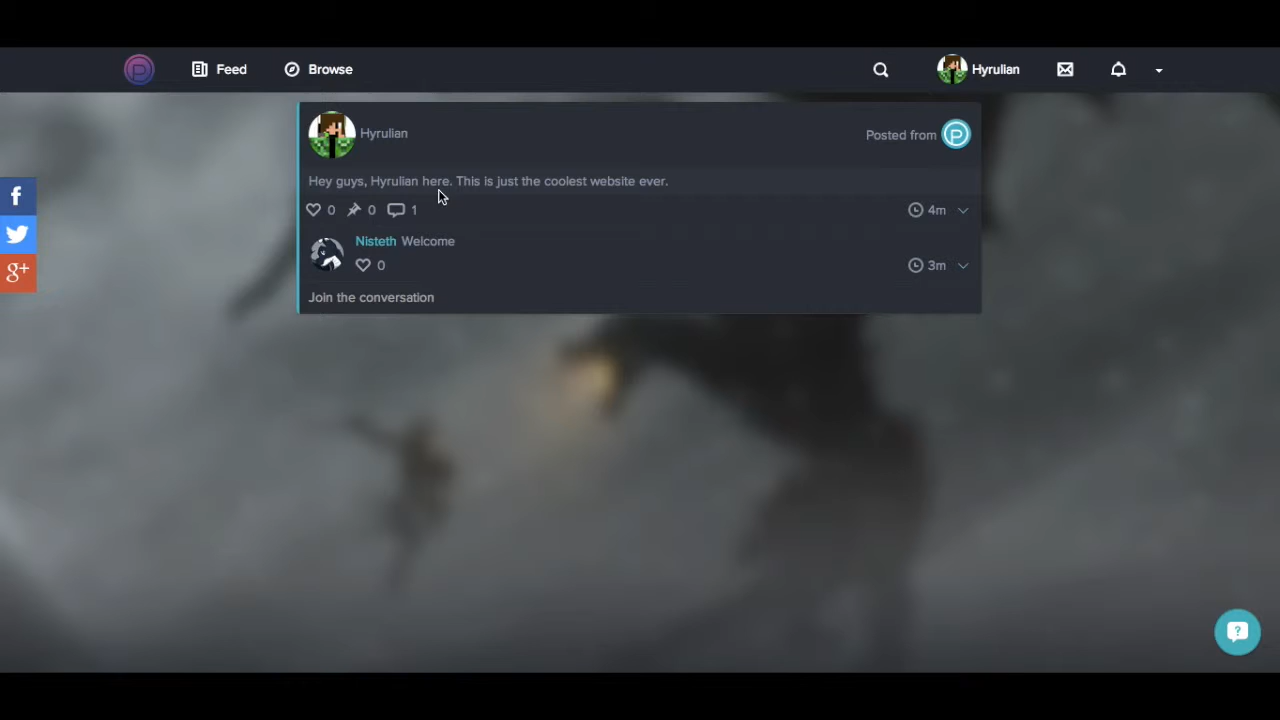 Feed
Browse
Hyrulian
Hyrulian
Posted from
Hey guys, Hyrulian here. This is just the coolest website ever.
0 0 1
4m
Nisteth Welcome
0
3m
Join the conversation